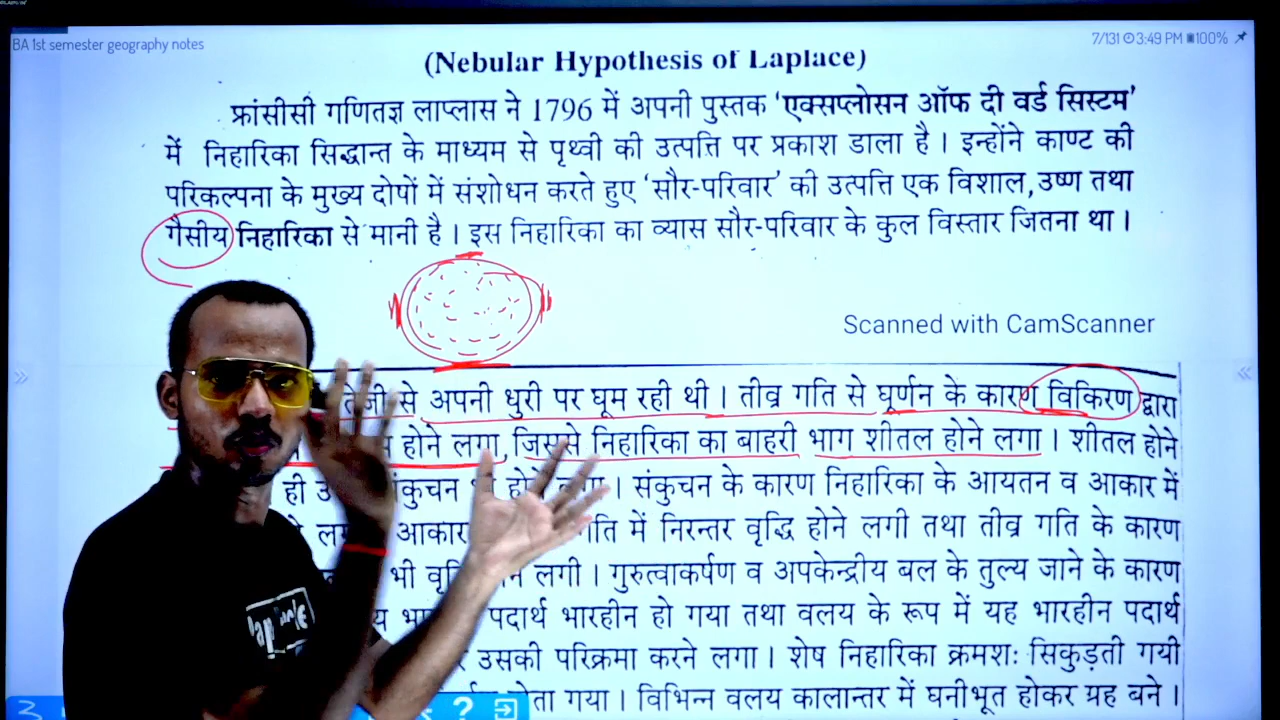 BA 1st semester geography notes
7/131 3:49 PM 100%
(Nebular Hypothesis of Laplace)
फ्रांसीसी गणितज्ञ लाप्लास ने 1796 में अपनी पुस्तक ‘एक्सप्लोसन ऑफ दी वर्ड सिस्टम’
में निहारिका सिद्धान्त के माध्यम से पृथ्वी की उत्पत्ति पर प्रकाश डाला है। इन्होंने काण्ट की
परिकल्पना के मुख्य दोषों में संशोधन करते हुए ‘सौर-परिवार’ की उत्पत्ति एक विशाल, उष्ण तथा
गैसीय निहारिका से मानी है। इस निहारिका का व्यास सौर-परिवार के कुल विस्तार जितना था।
Scanned with CamScanner
से अपनी धुरी पर घूम रही थी। तीव्र गति से घूर्णन के कारण विकिरण द्वारा
होने लगा, जिससे निहारिका का बाहरी भाग शीतल होने लगा। शीतल होने
ही संकुचन भी होने लगा। संकुचन के कारण निहारिका के आयतन व आकार में
आकार गति में निरन्तर वृद्धि होने लगी तथा तीव्र गति के कारण
भी लगी। गुरुत्वाकर्षण व अपकेन्द्रीय बल के तुल्य जाने के कारण
पदार्थ भारहीन हो गया तथा वलय के रूप में यह भारहीन पदार्थ
उसकी परिक्रमा करने लगा। शेष निहारिका क्रमशः सिकुड़ती गयी
होता गया। विभिन्न वलय कालान्तर में घनीभूत होकर ग्रह बने।